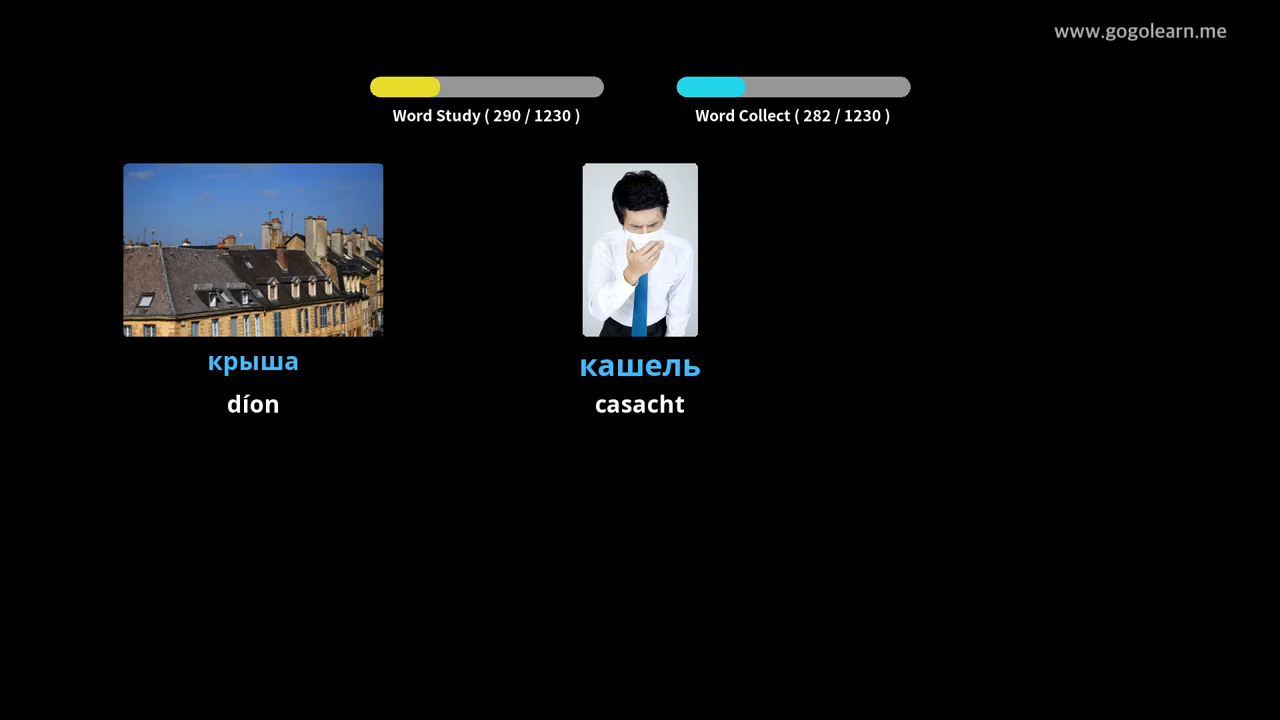 www.gogolearn.me
Word Study ( 290 / 1230 )
Word Collect ( 282 / 1230 )
крыша
díon
кашель
casacht